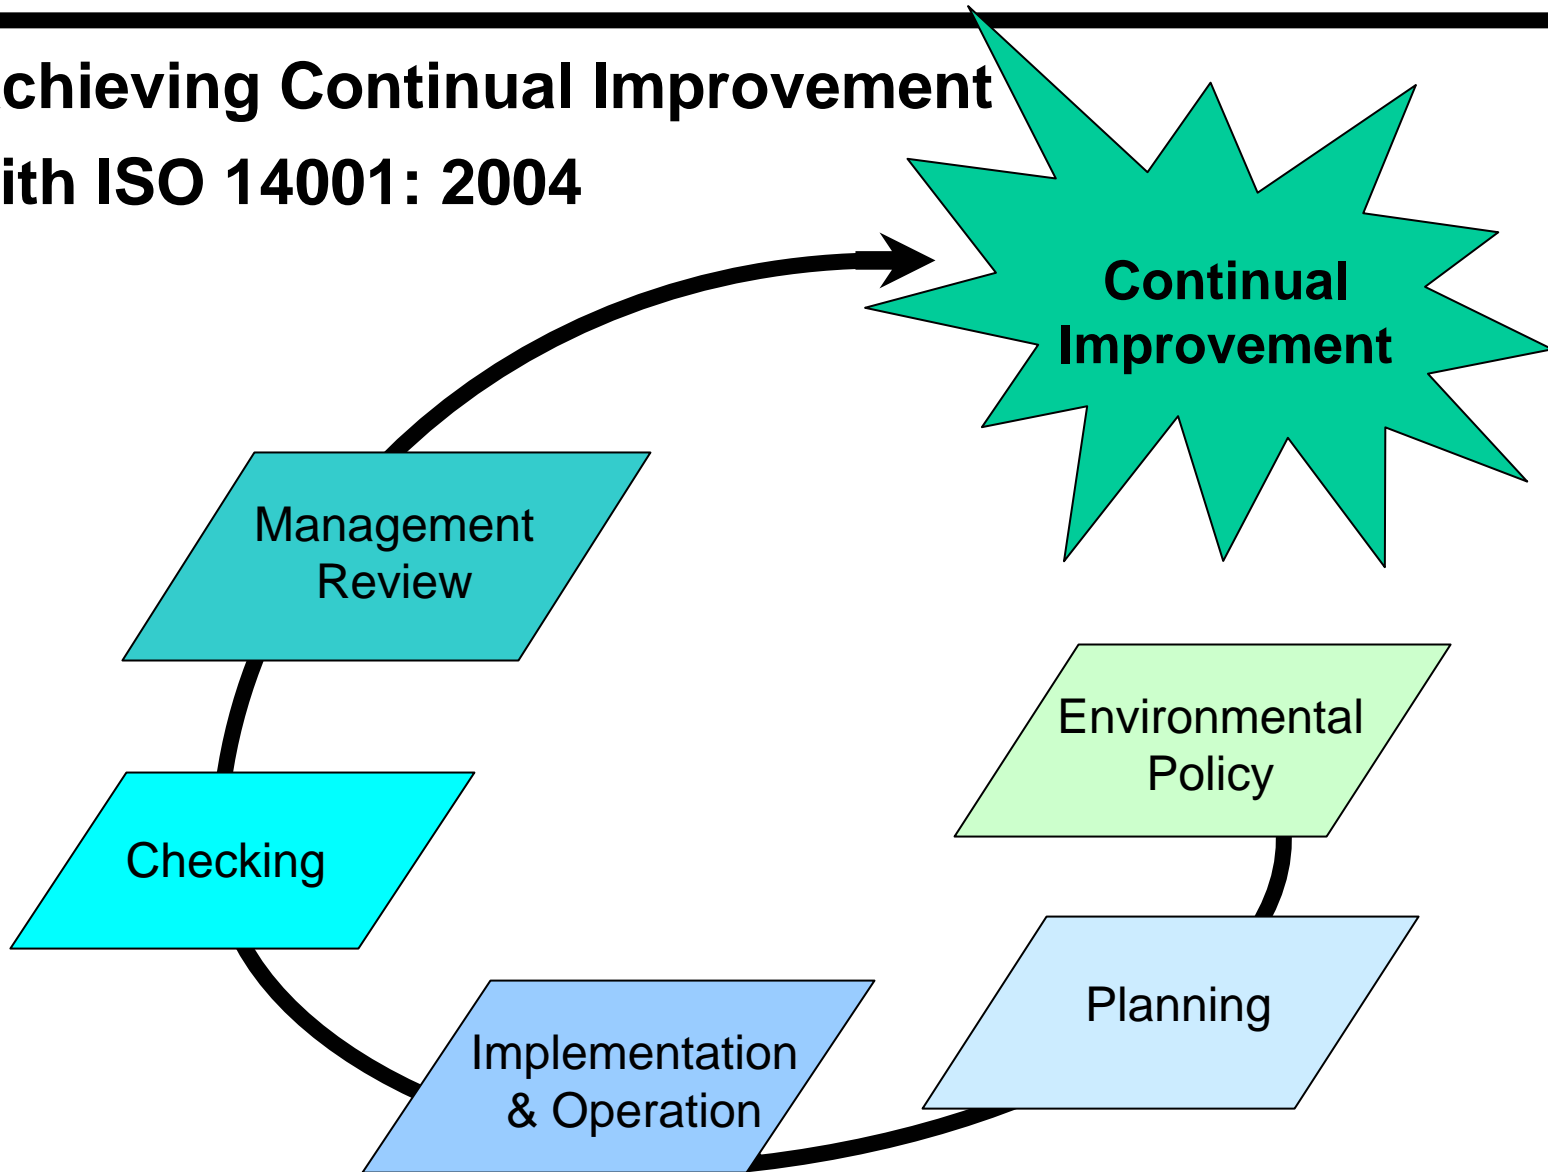 chieving Continual Improvement
ith ISO 14001: 2004
Continual
Improvement
Management
Review
Environmental
Policy
Checking
Planning
Implementation
& Operation